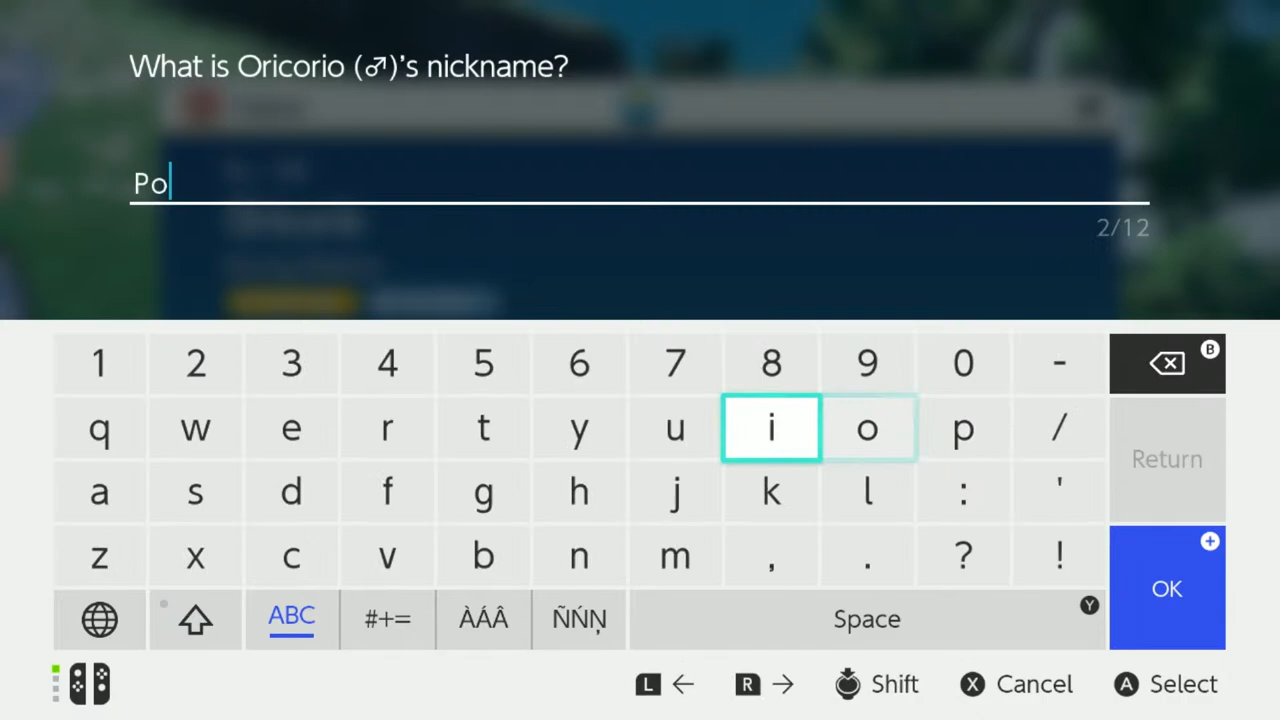 What is Oricorio (♂)'s nickname?
Po
2/12
1 2 3 4 5 6 7 8 9 0 - B
q w e r t y u i o p / Return
a s d f g h j k l : '
z x c v b n m , . ? ! + OK
ABC #+= ÀÁÂ ÑŃŅ Space Y
L ← R → Shift X Cancel A Select